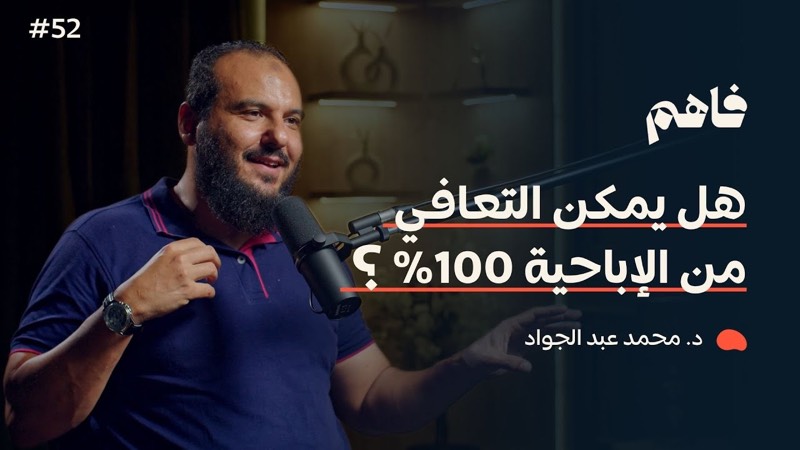 #52
فاهم
هل يمكن التعافي
من الإباحية 100% ؟
د. محمد عبد الجواد